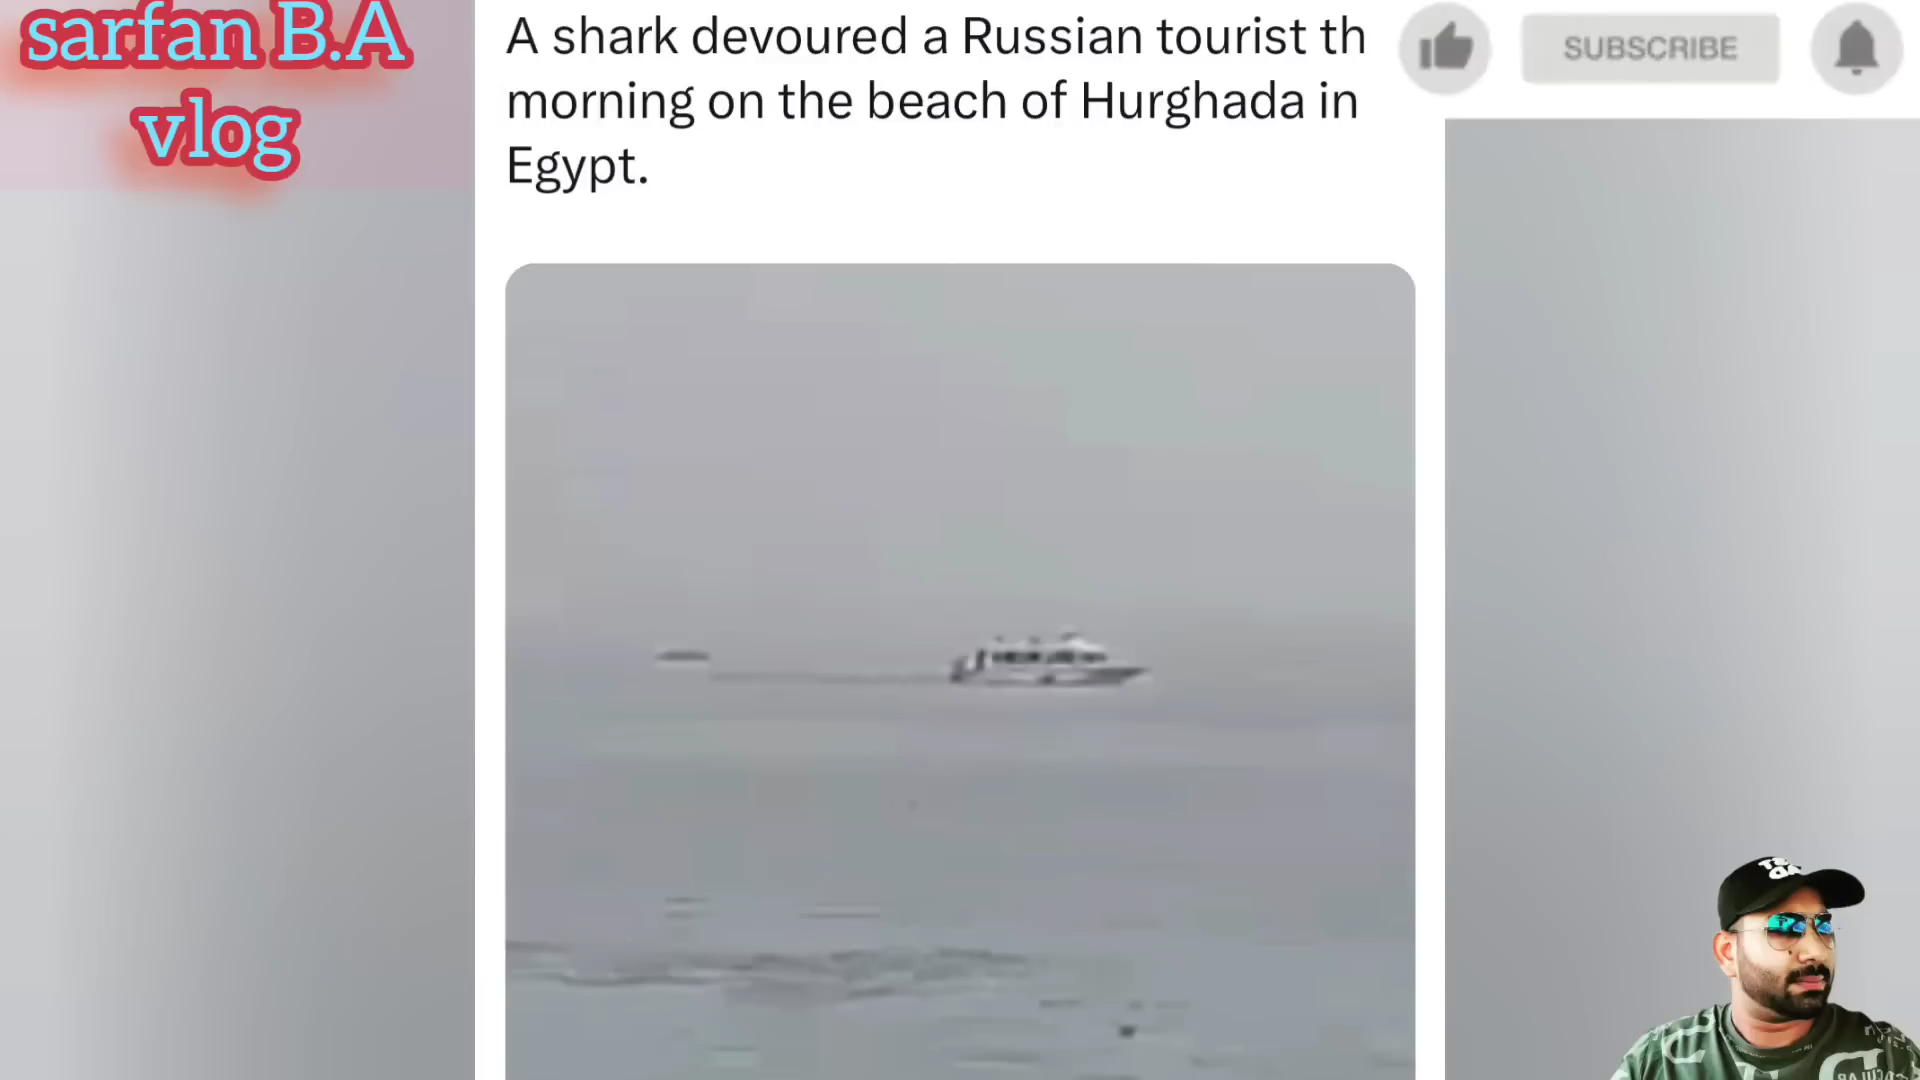 sarfan B.A
vlog
A shark devoured a Russian tourist th
morning on the beach of Hurghada in
Egypt.
SUBSCRIBE